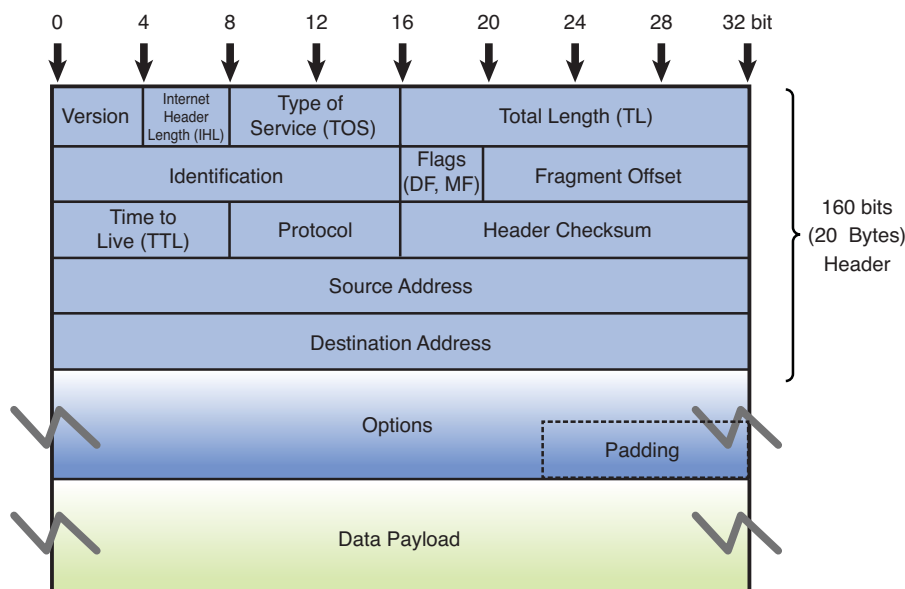 0 4 8 12 16 20 24 28 32 bit
Version
Internet
Header
Length (IHL)
Type of
Service (TOS)
Total Length (TL)
Identification
Flags
(DF, MF)
Fragment Offset
Time to
Live (TTL)
Protocol
Header Checksum
Source Address
Destination Address
160 bits
(20 Bytes)
Header
Options
Padding
Data Payload